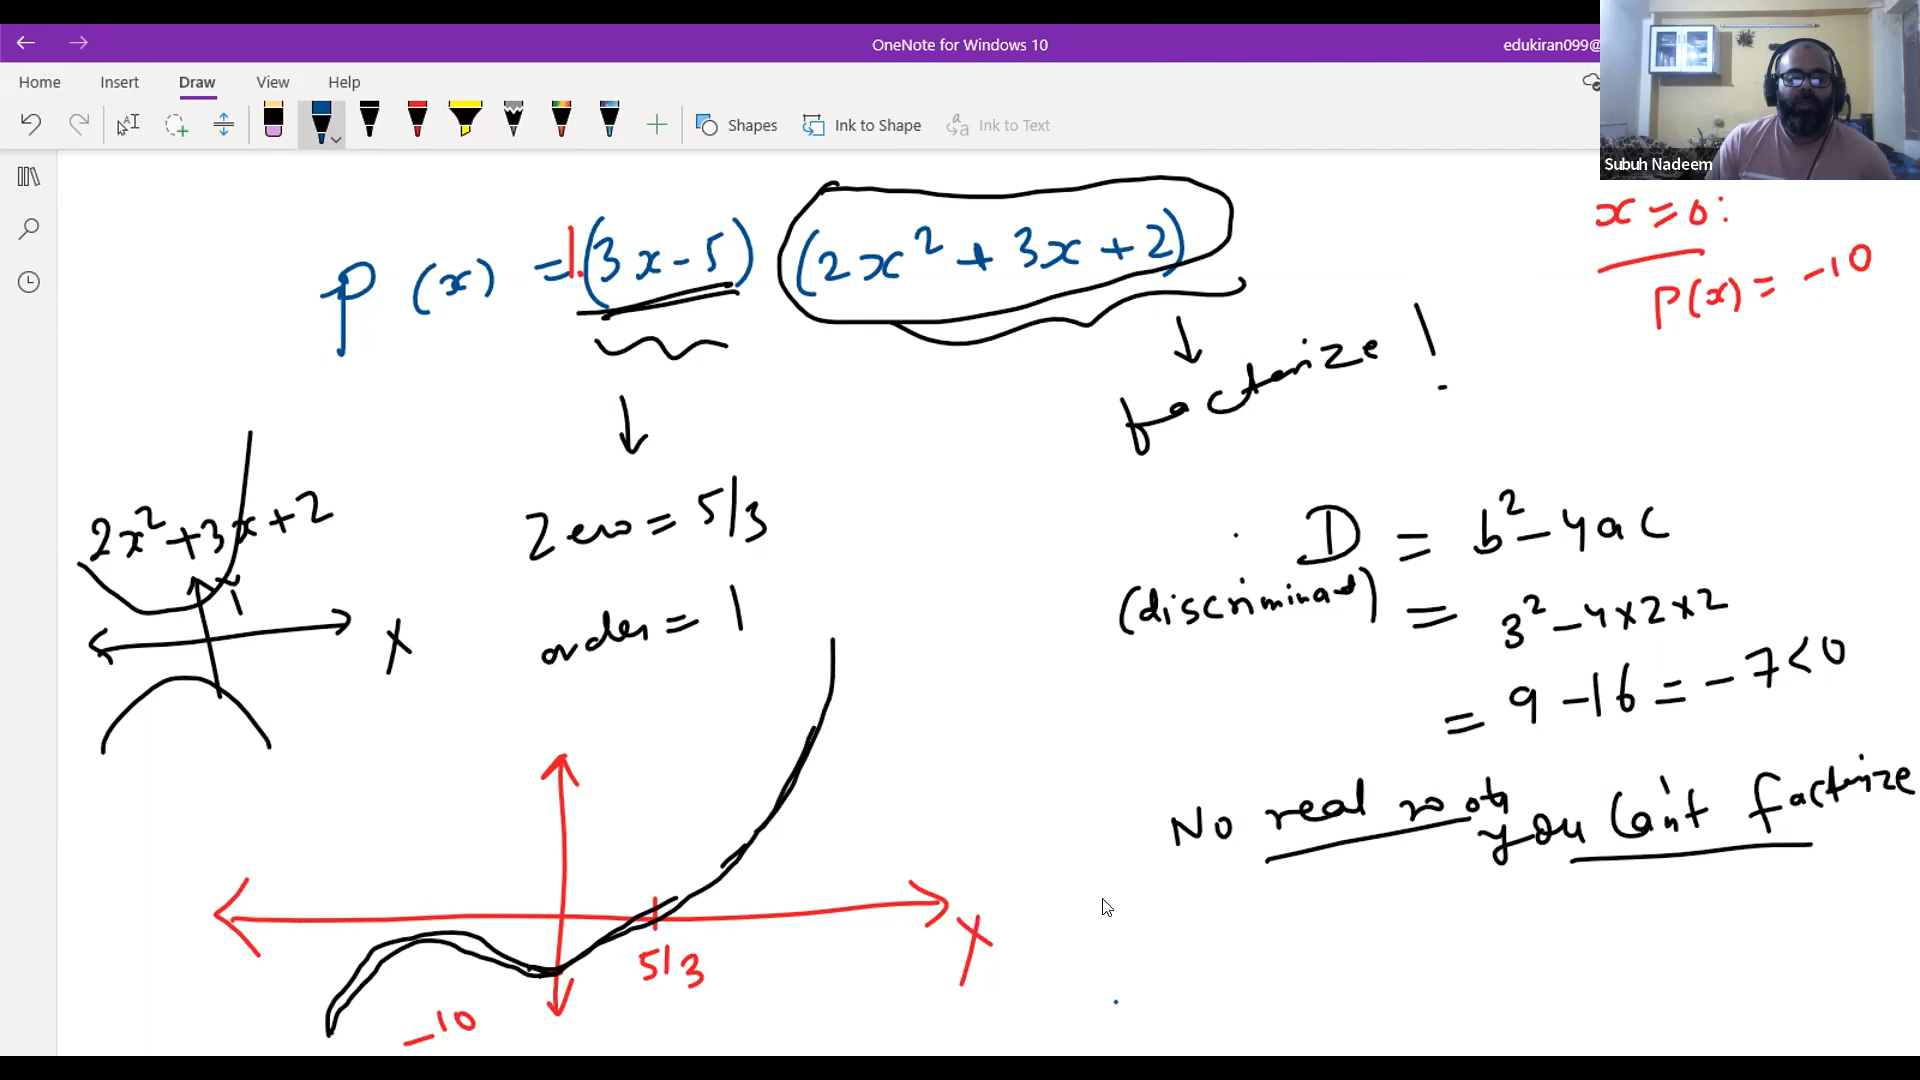 OneNote for Windows 10
edukiran099@
Home Insert Draw View Help
Shapes Ink to Shape Ink to Text
Subuh Nadeem
x = 0:
P(x) = -10
P(x) = 1.(3x-5) (2x²+3x+2)
factorize!
2x²+3x+2
X
Zero = 5/3
order = 1
D = b²-4ac
(discriminant) = 3²-4×2×2
= 9-16 = -7<0
No real roots you can't factorize
5/3
X
-10